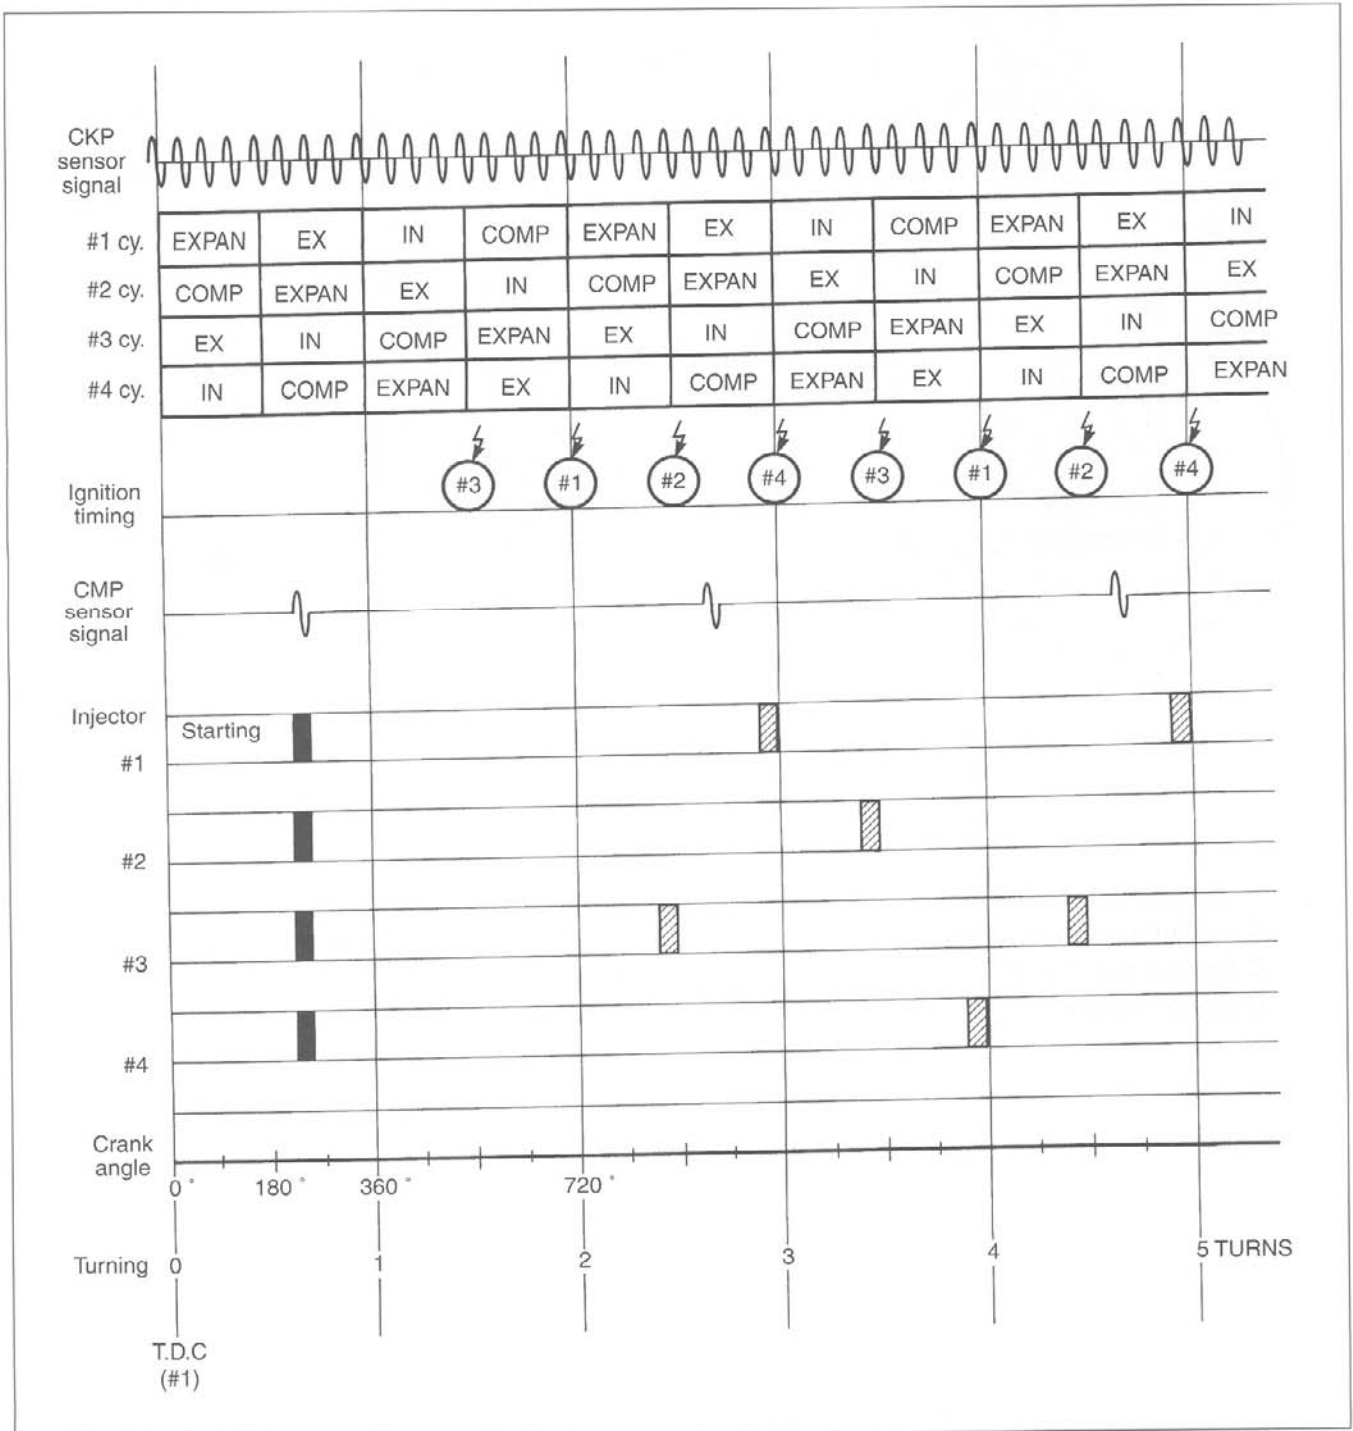 CKP
sensor
signal
#1 cy. EXPAN EX IN COMP EXPAN EX IN COMP EXPAN EX IN
#2 cy. COMP EXPAN EX IN COMP EXPAN EX IN COMP EXPAN EX
#3 cy. EX IN COMP EXPAN EX IN COMP EXPAN EX IN COMP
#4 cy. IN COMP EXPAN EX IN COMP EXPAN EX IN COMP EXPAN
Ignition
timing
#3 #1 #2 #4 #3 #1 #2 #4
CMP
sensor
signal
Injector
Starting
#1
#2
#3
#4
Crank
angle
0° 180° 360° 720°
Turning 0 1 2 3 4 5 TURNS
T.D.C
(#1)